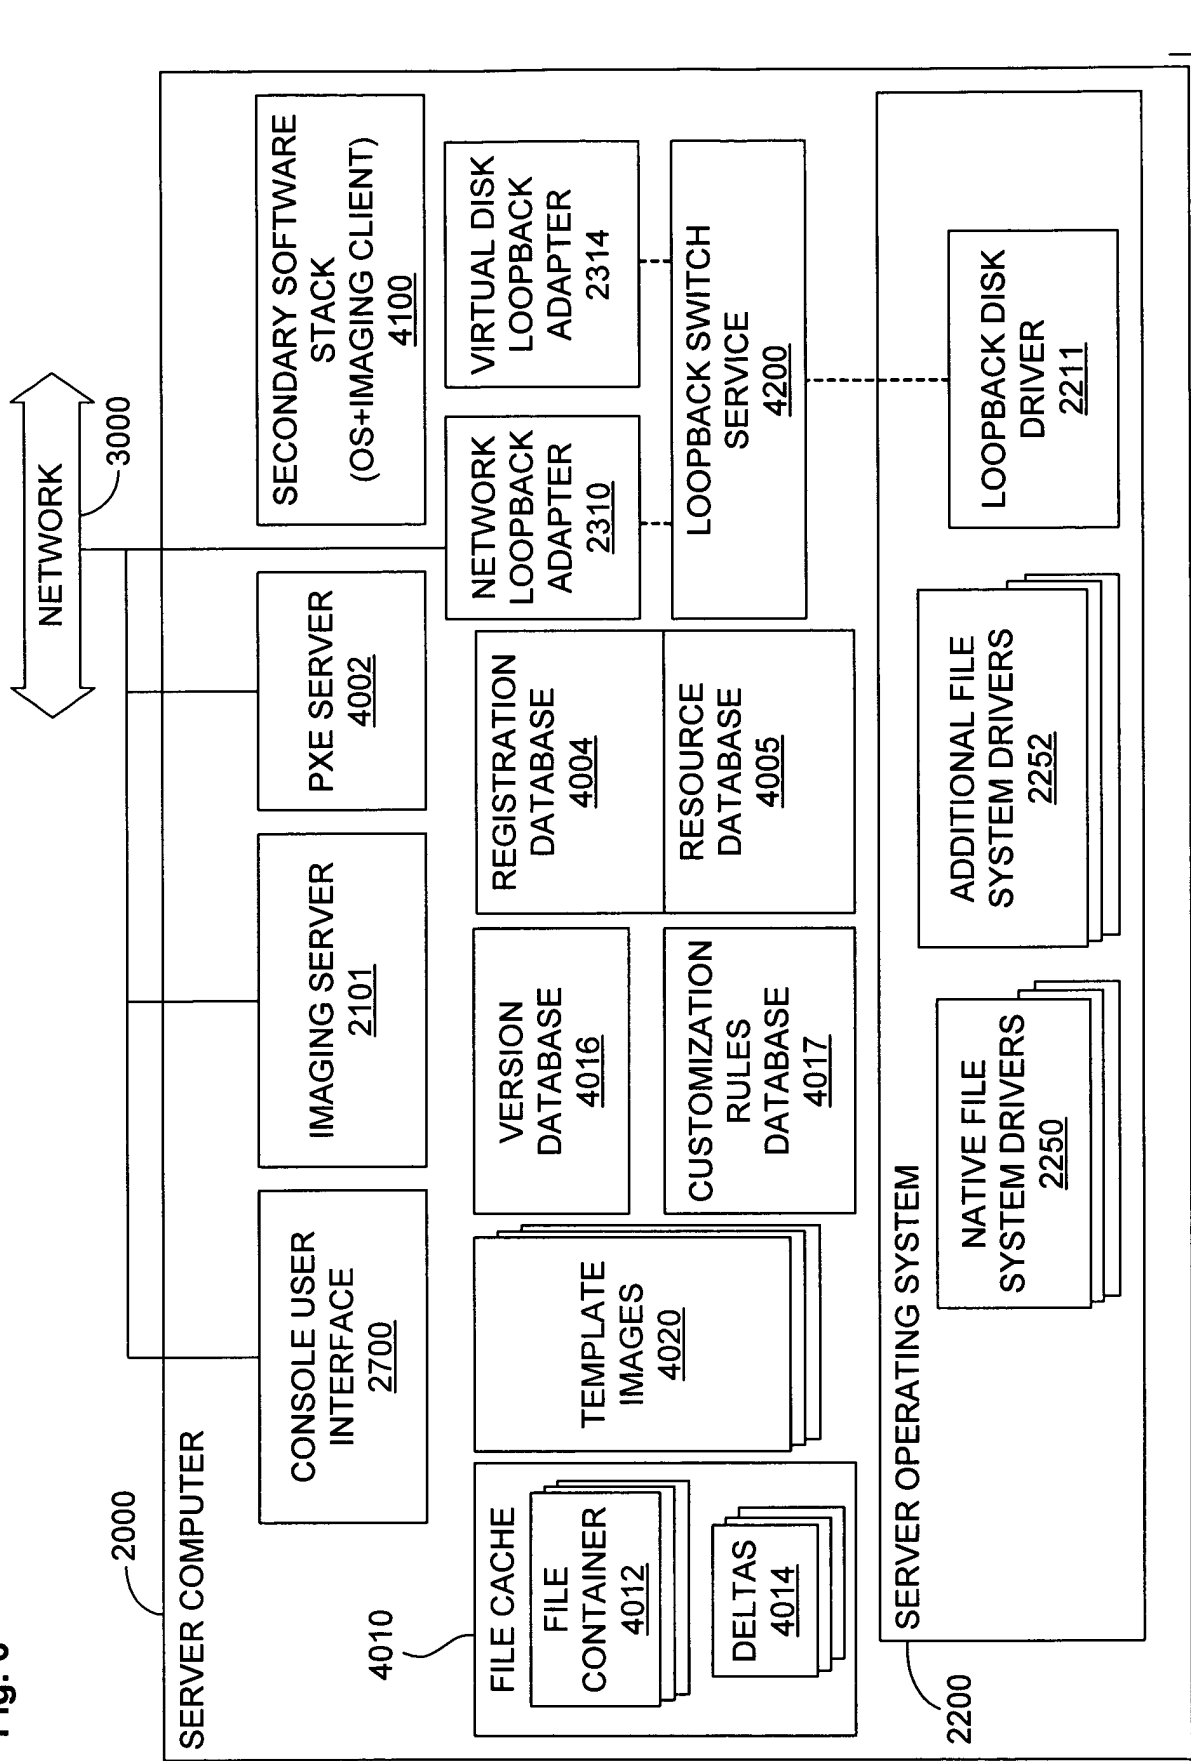 NETWORK
3000
2000
SERVER COMPUTER
CONSOLE USER
INTERFACE
2700
IMAGING SERVER
2101
PXE SERVER
4002
SECONDARY SOFTWARE
STACK
(OS+IMAGING CLIENT)
4100
4010
FILE CACHE
FILE
CONTAINER
4012
DELTAS
4014
TEMPLATE
IMAGES
4020
VERSION
DATABASE
4016
CUSTOMIZATION
RULES
DATABASE
4017
REGISTRATION
DATABASE
4004
RESOURCE
DATABASE
4005
NETWORK
LOOPBACK
ADAPTER
2310
VIRTUAL DISK
LOOPBACK
ADAPTER
2314
LOOPBACK SWITCH
SERVICE
4200
2200
SERVER OPERATING SYSTEM
NATIVE FILE
SYSTEM DRIVERS
2250
ADDITIONAL FILE
SYSTEM DRIVERS
2252
LOOPBACK DISK
DRIVER
2211